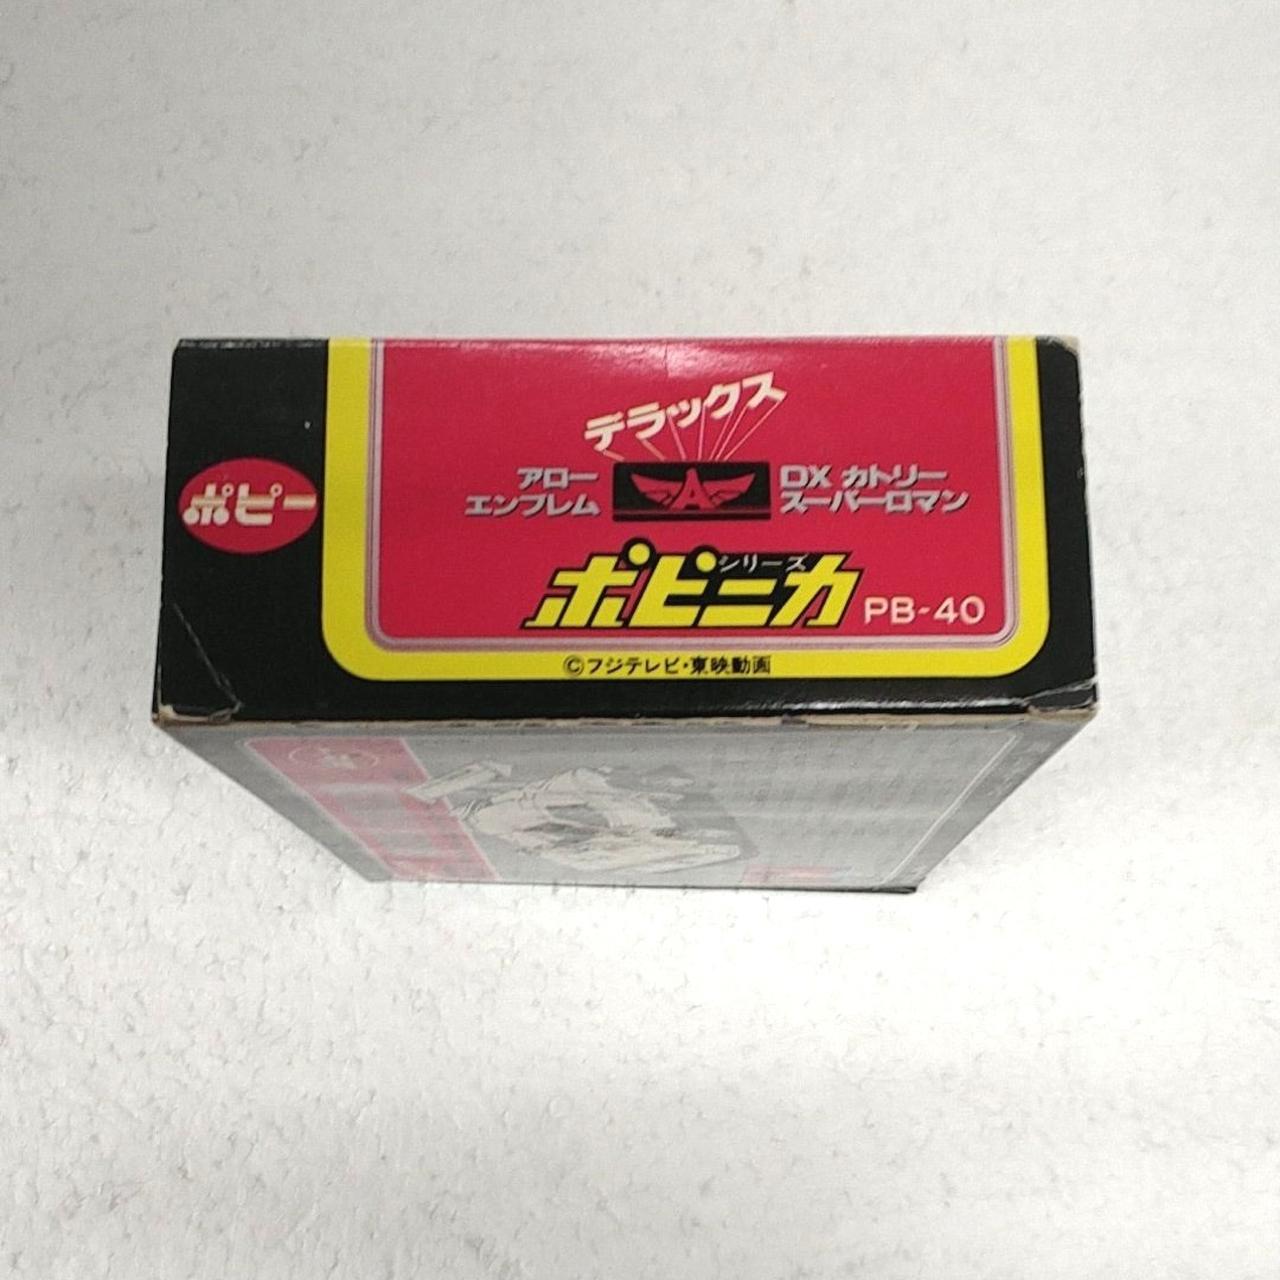 デラックス
アロー
エンブレム
A
DX カトリー
スーパーロマン
ポピー
ポピニカシリーズ
PB-40
©フジテレビ・東映動画